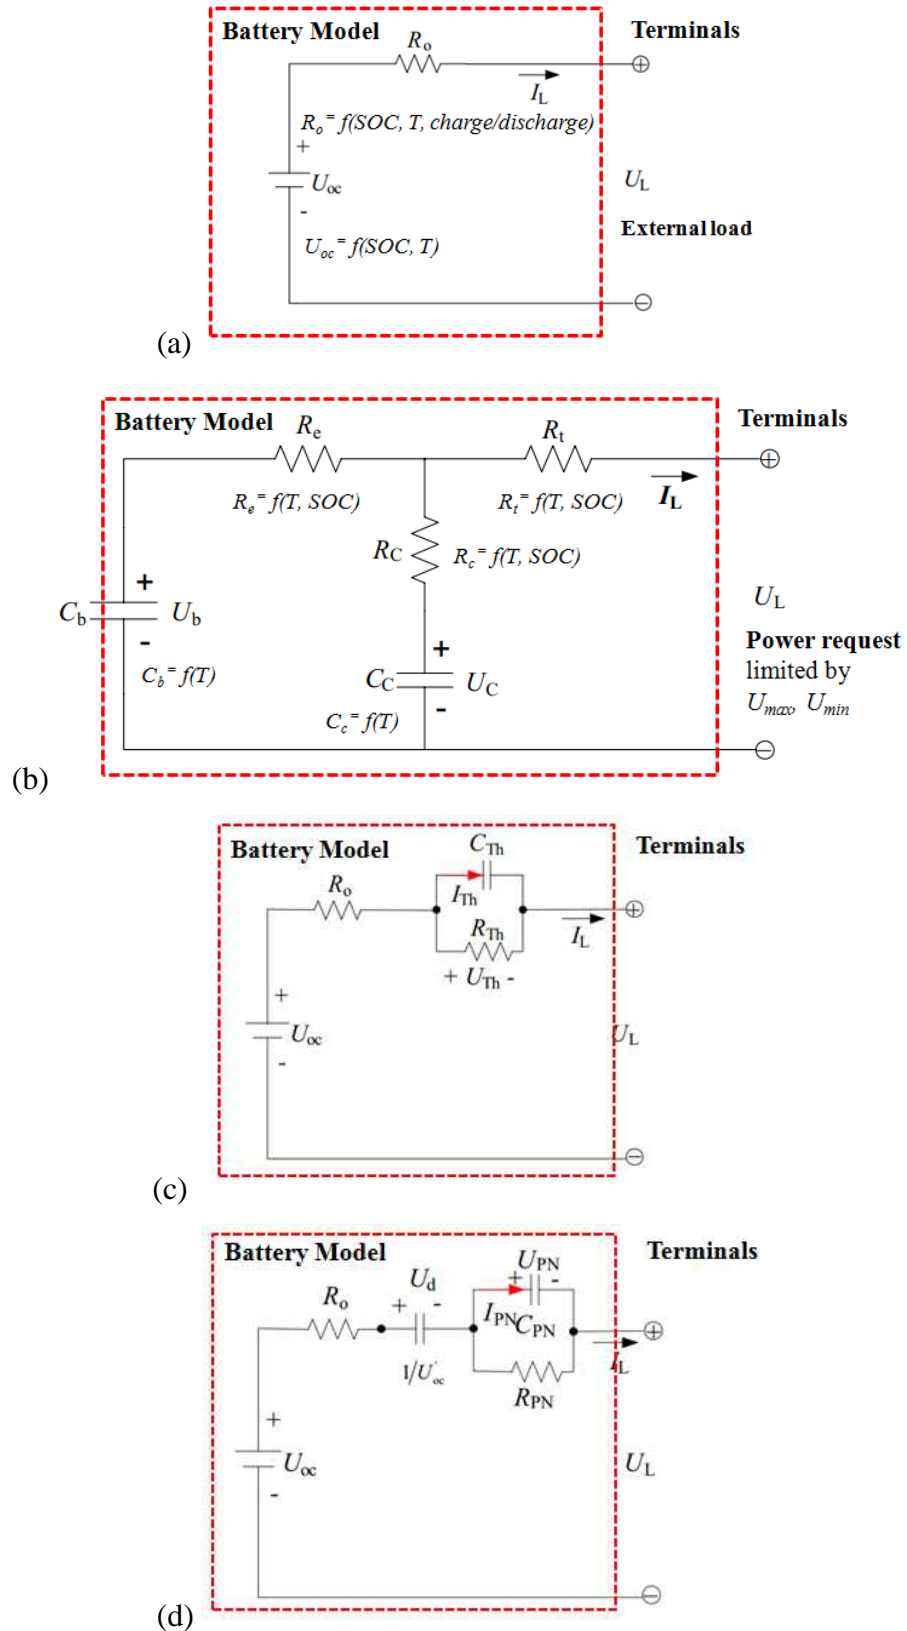 Battery Model
Terminals
Ro
IL
Ro = f(SOC, T, charge/discharge)
+
Uoc
UL
-
External load
Uoc = f(SOC, T)
(a)
Battery Model
Terminals
Re
Rt
Re = f(T, SOC)
Rt = f(T, SOC)
IL
RC
Rc = f(T, SOC)
+
Cb
Ub
UL
-
+
Power request
Cb = f(T)
CC
UC
limited by
Cc = f(T)
-
Umax, Umin
(b)
Battery Model
Terminals
CTh
Ro
ITh
RTh
IL
+ UTh -
+
Uoc
UL
-
(c)
Battery Model
Terminals
UPN
Ud
+ -
Ro
+ -
IPN
CPN
IL
1/U'oc
RPN
+
Uoc
UL
-
(d)